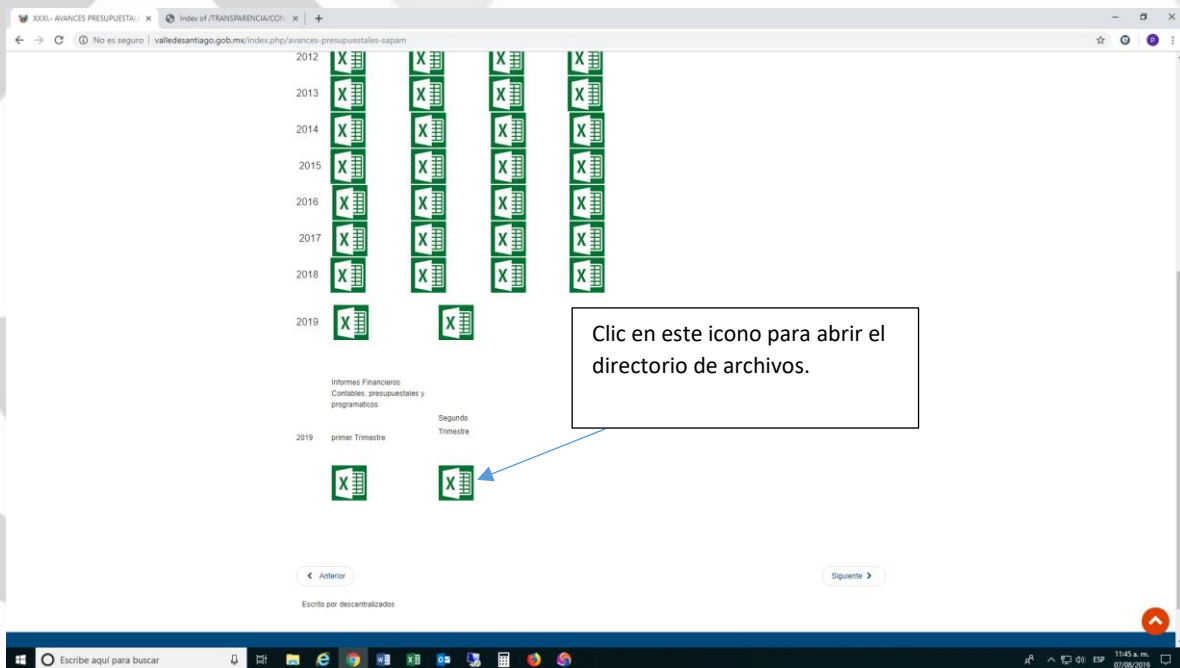 XXXI.- AVANCES PRESUPUESTAL
Index of /TRANSPARENCIA/CON
No es seguro | valledesantiago.gob.mx/index.php/avances-presupuestales-sapam
2012
2013
2014
2015
2016
2017
2018
2019
Clic en este icono para abrir el
directorio de archivos.
Informes Financieros
Contables, presupuestales y
programaticos
Segundo
Trimestre
2019 primer Trimestre
Anterior
Siguiente
Escrito por descentralizados
Escribe aquí para buscar
ESP
11:45 a. m.
07/08/2019